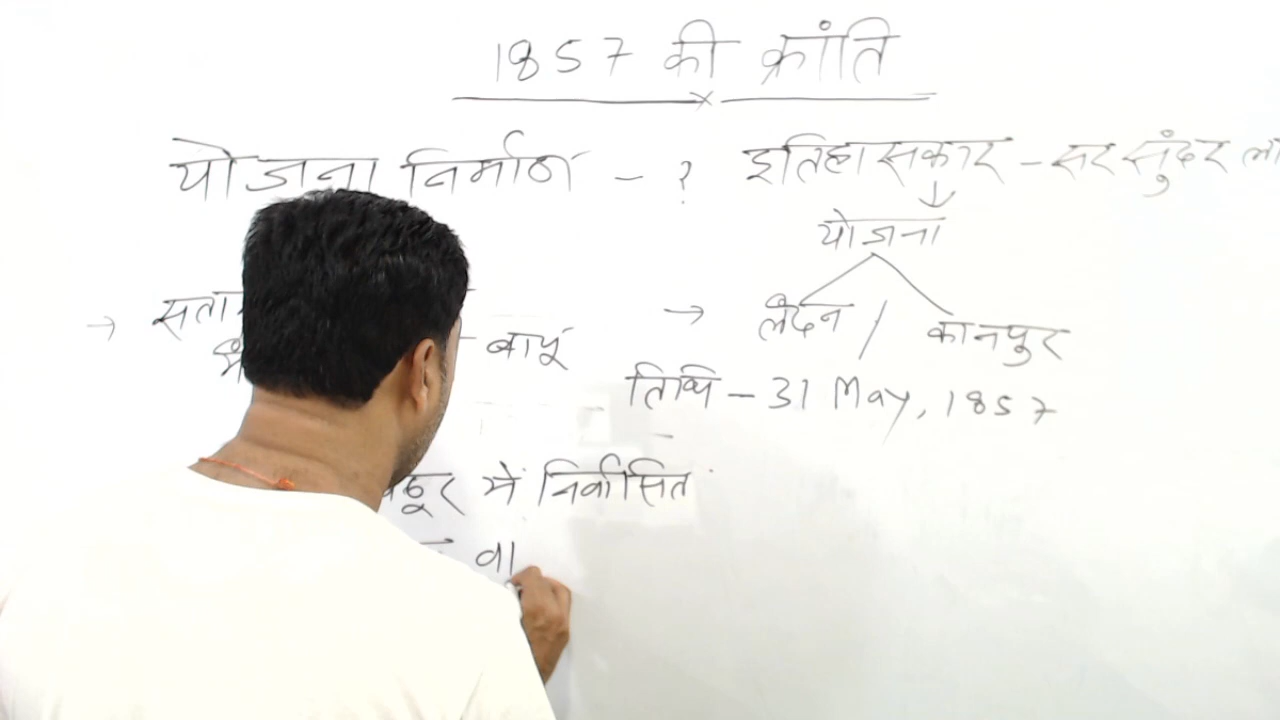 1857 की क्रांति
योजना निर्माण - ?
इतिहासकार - सर सुंदर ला
योजना
→ सता
- बापू
→ लंदन / कानपुर
तिथि - 31 May, 1857
में निर्वासित